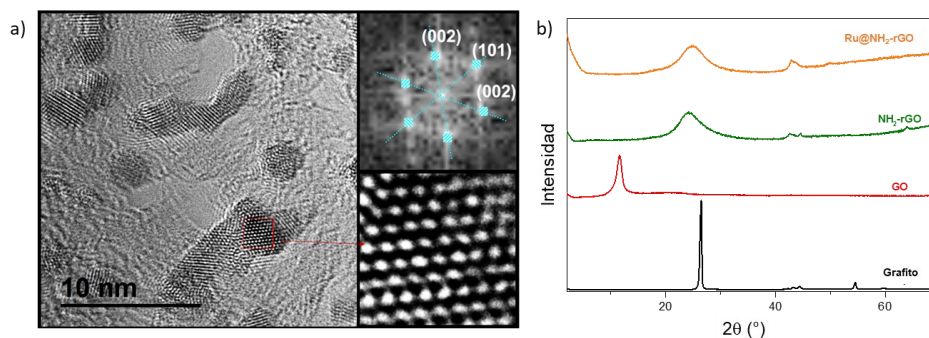 a)
(002)
(101)
(002)
10 nm
b)
Intensidad
Ru@NH₂-rGO
NH₂-rGO
GO
Grafito
20
40
60
2θ (°)